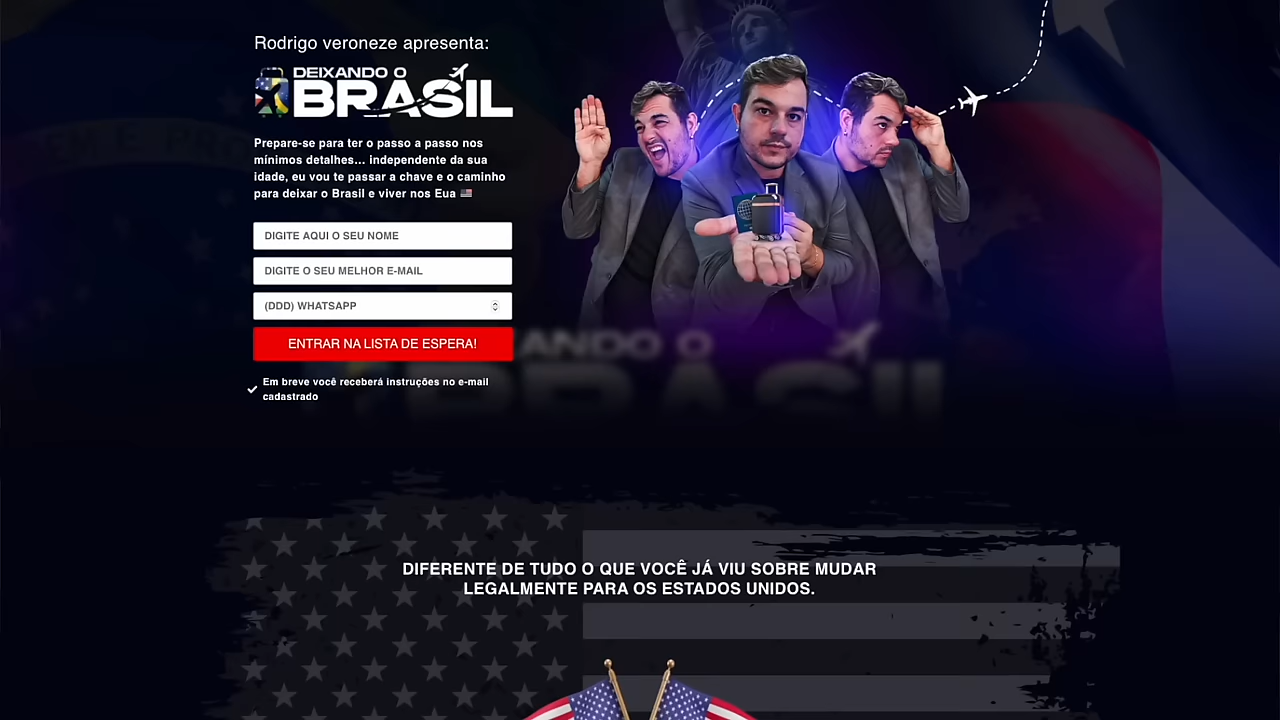 Rodrigo veroneze apresenta:
DEIXANDO O
BRASIL
Prepare-se para ter o passo a passo nos
mínimos detalhes... independente da sua
idade, eu vou te passar a chave e o caminho
para deixar o Brasil e viver nos Eua
DIGITE AQUI O SEU NOME
DIGITE O SEU MELHOR E-MAIL
(DDD) WHATSAPP
ENTRAR NA LISTA DE ESPERA!
Em breve você receberá instruções no e-mail
cadastrado
ANDO O
BRASIL
DIFERENTE DE TUDO O QUE VOCÊ JÁ VIU SOBRE MUDAR
LEGALMENTE PARA OS ESTADOS UNIDOS.